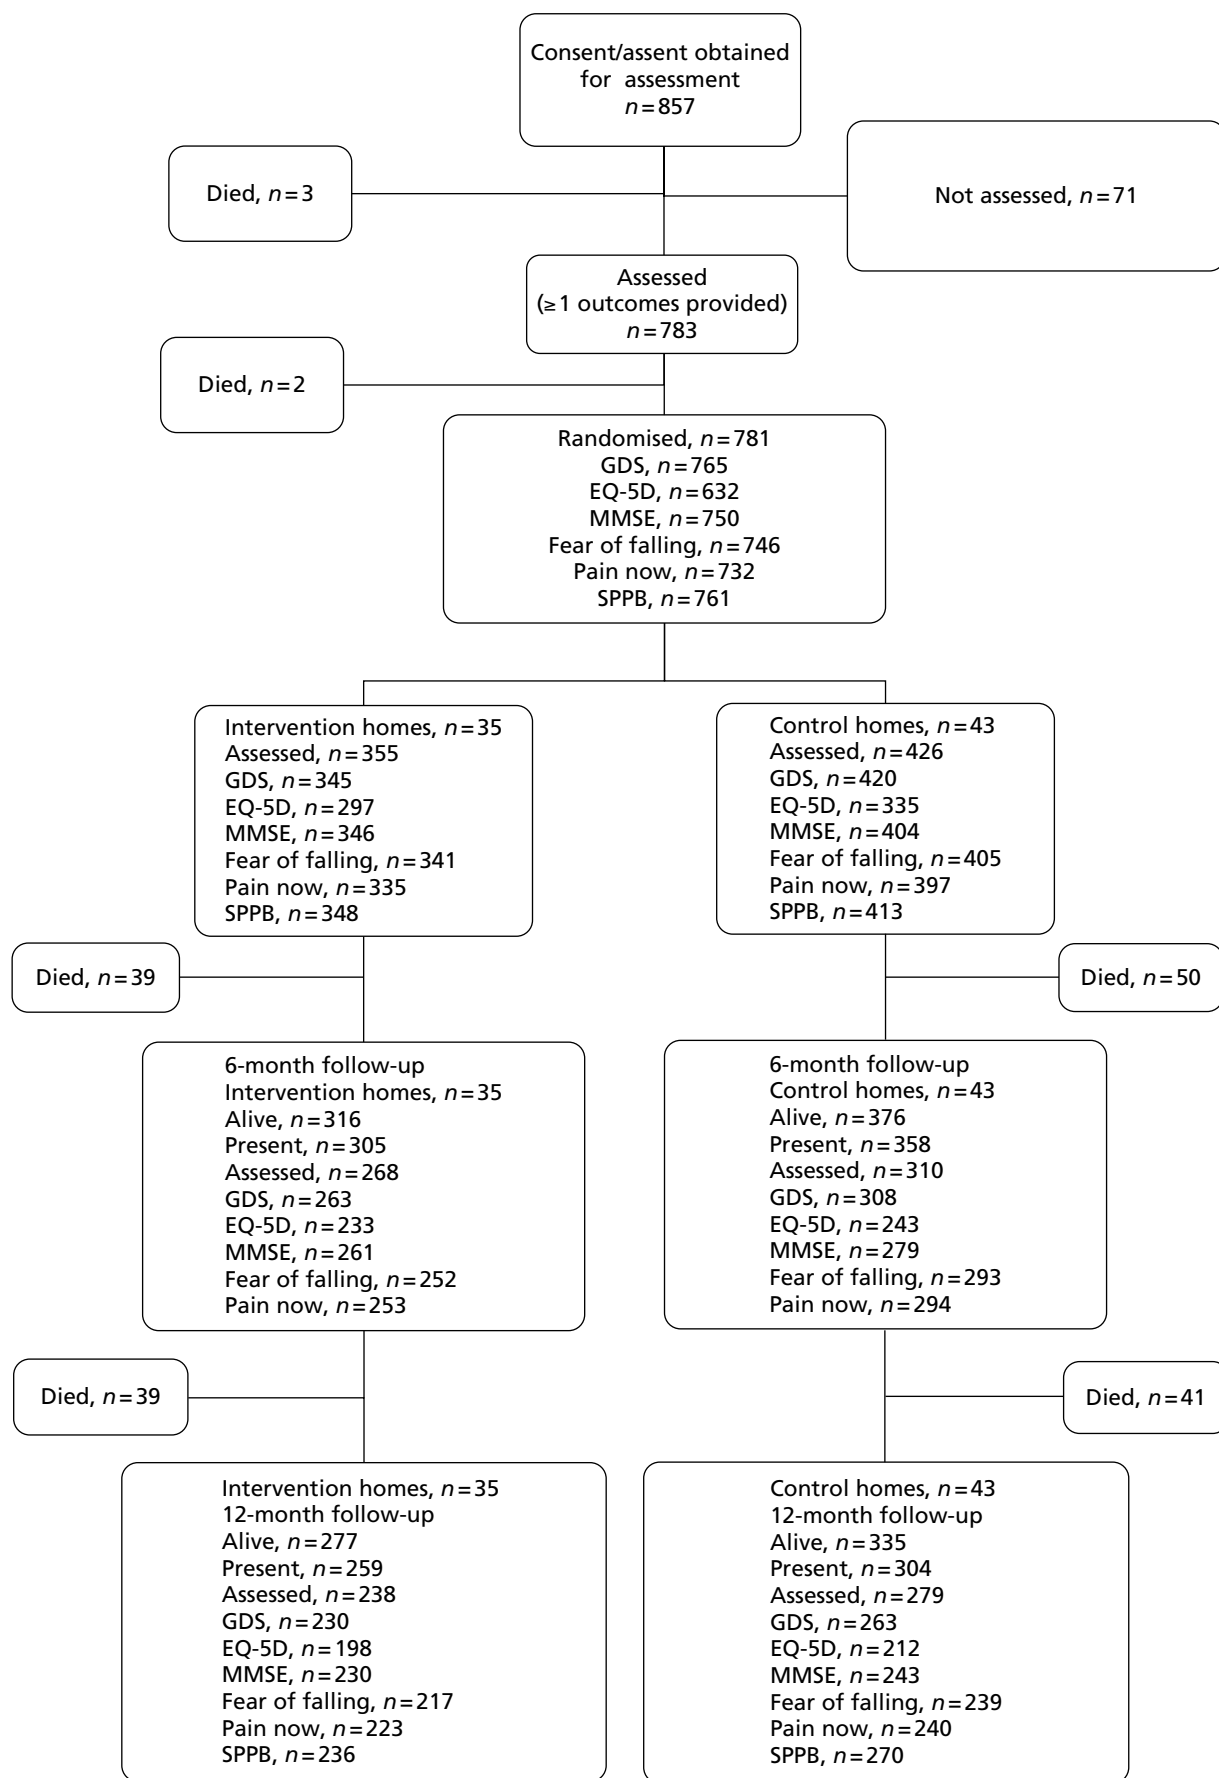 Consent/assent obtained
for assessment
n=857
Died, n=3
Not assessed, n=71
Assessed
(≥1 outcomes provided)
n=783
Died, n=2
Randomised, n=781
GDS, n=765
EQ-5D, n=632
MMSE, n=750
Fear of falling, n=746
Pain now, n=732
SPPB, n=761
Intervention homes, n=35
Assessed, n=355
GDS, n=345
EQ-5D, n=297
MMSE, n=346
Fear of falling, n=341
Pain now, n=335
SPPB, n=348
Control homes, n=43
Assessed, n=426
GDS, n=420
EQ-5D, n=335
MMSE, n=404
Fear of falling, n=405
Pain now, n=397
SPPB, n=413
Died, n=39
Died, n=50
6-month follow-up
Intervention homes, n=35
Alive, n=316
Present, n=305
Assessed, n=268
GDS, n=263
EQ-5D, n=233
MMSE, n=261
Fear of falling, n=252
Pain now, n=253
6-month follow-up
Control homes, n=43
Alive, n=376
Present, n=358
Assessed, n=310
GDS, n=308
EQ-5D, n=243
MMSE, n=279
Fear of falling, n=293
Pain now, n=294
Died, n=39
Died, n=41
Intervention homes, n=35
12-month follow-up
Alive, n=277
Present, n=259
Assessed, n=238
GDS, n=230
EQ-5D, n=198
MMSE, n=230
Fear of falling, n=217
Pain now, n=223
SPPB, n=236
Control homes, n=43
12-month follow-up
Alive, n=335
Present, n=304
Assessed, n=279
GDS, n=263
EQ-5D, n=212
MMSE, n=243
Fear of falling, n=239
Pain now, n=240
SPPB, n=270